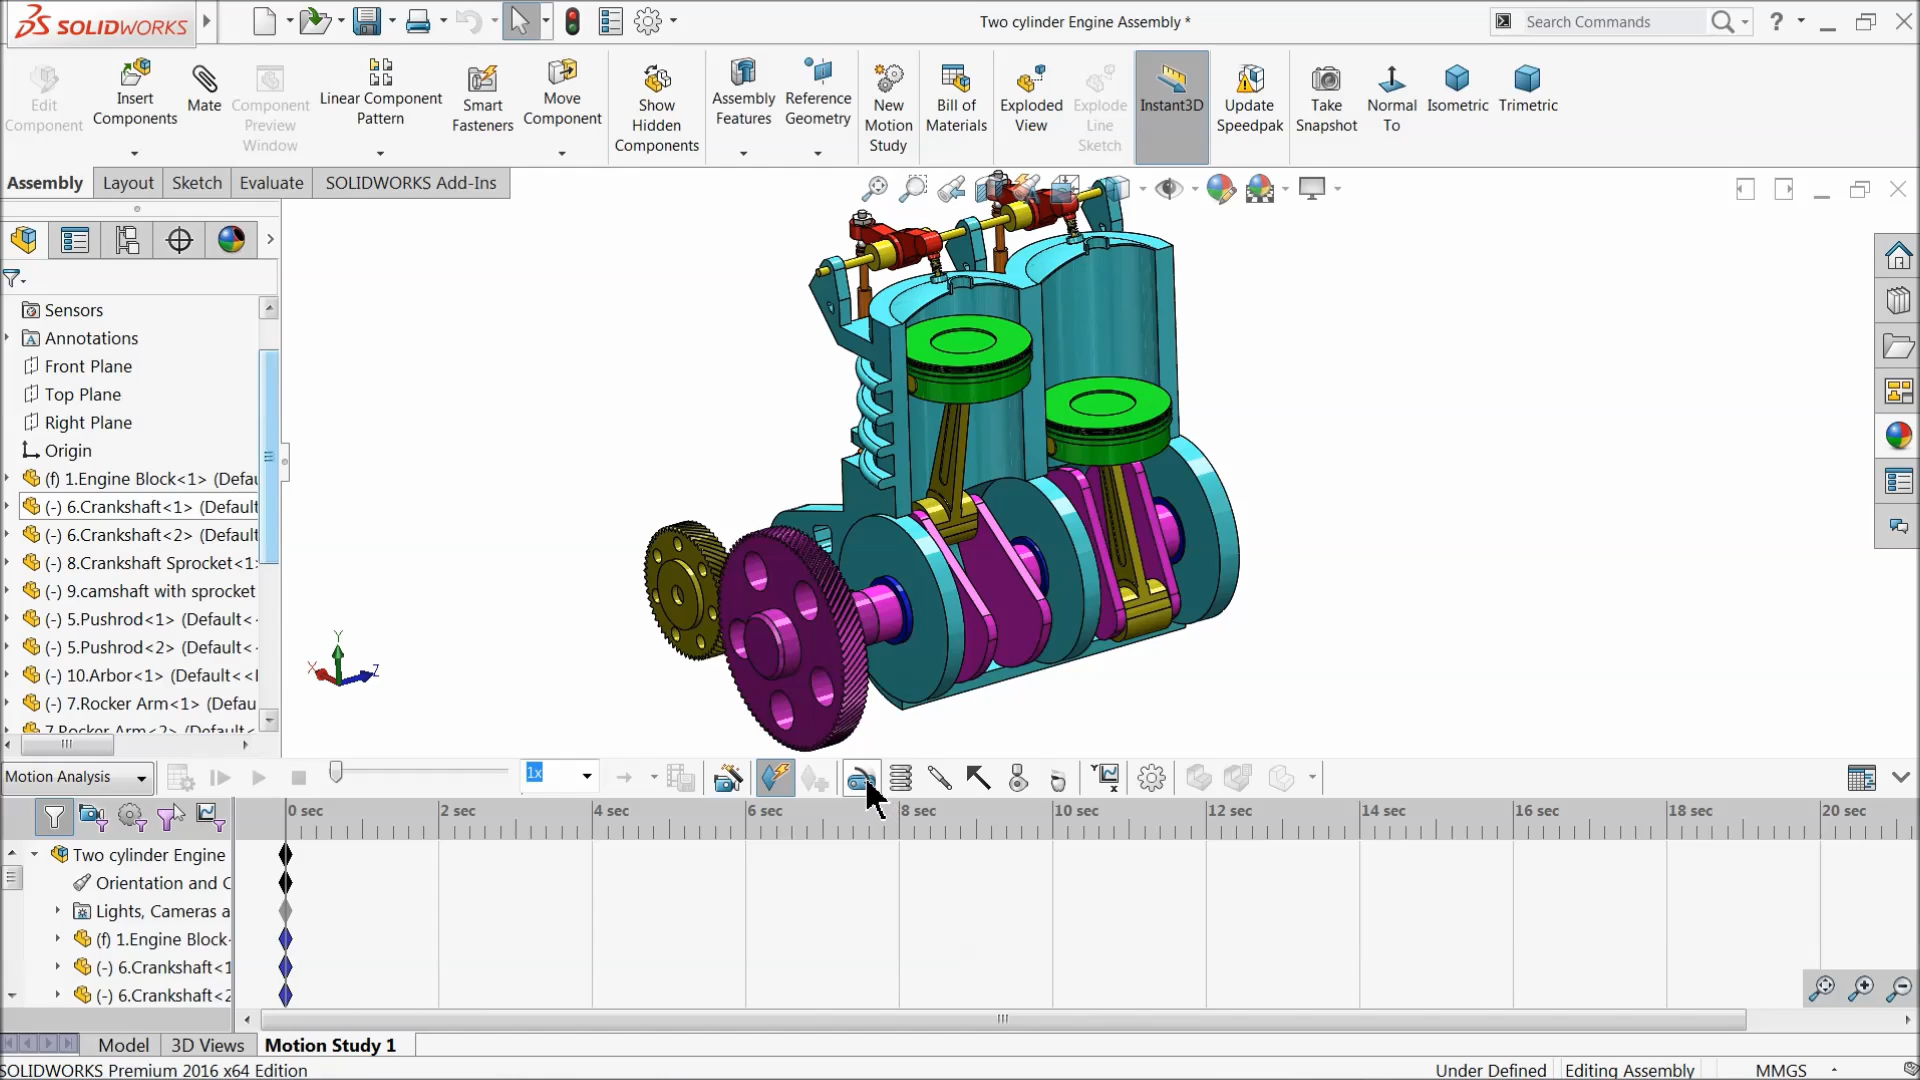 SOLIDWORKS
Two cylinder Engine Assembly *
Search Commands
?
Edit
Component
Insert
Components
Mate
Component
Preview
Window
Linear Component
Pattern
Smart
Fasteners
Move
Component
Show
Hidden
Components
Assembly
Features
Reference
Geometry
New
Motion
Study
Bill of
Materials
Exploded
View
Explode
Line
Sketch
Instant3D
Update
Speedpak
Take
Snapshot
Normal
To
Isometric
Trimetric
Assembly
Layout
Sketch
Evaluate
SOLIDWORKS Add-Ins
Sensors
Annotations
Front Plane
Top Plane
Right Plane
Origin
(f) 1.Engine Block<1> (Defau
(-) 6.Crankshaft<1> (Default
(-) 6.Crankshaft<2> (Default
(-) 8.Crankshaft Sprocket<1>
(-) 9.camshaft with sprocket
(-) 5.Pushrod<1> (Default<
(-) 5.Pushrod<2> (Default<
(-) 10.Arbor<1> (Default<<
(-) 7.Rocker Arm<1> (Defau
7.Rocker Arm<2> (Default<
Y
X
Z
Motion Analysis
1x
0 sec
2 sec
4 sec
6 sec
8 sec
10 sec
12 sec
14 sec
16 sec
18 sec
20 sec
Two cylinder Engine
Orientation and C
Lights, Cameras a
(f) 1.Engine Block
(-) 6.Crankshaft<1
(-) 6.Crankshaft<2
Model
3D Views
Motion Study 1
SOLIDWORKS Premium 2016 x64 Edition
Under Defined
Editing Assembly
MMGS